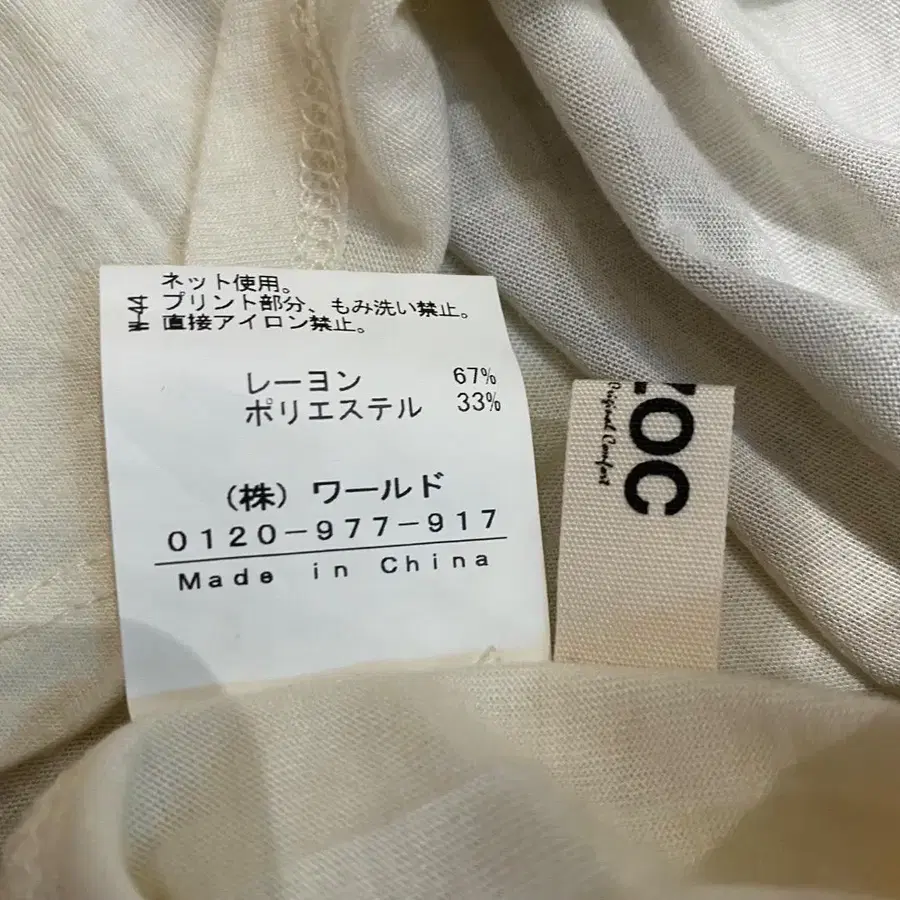 ネット使用。
プリント部分、もみ洗い禁止。
直接アイロン禁止。
レーヨン 67%
ポリエステル 33%
(株)ワールド
0120-977-917
Made in China
OC
Original Comfort